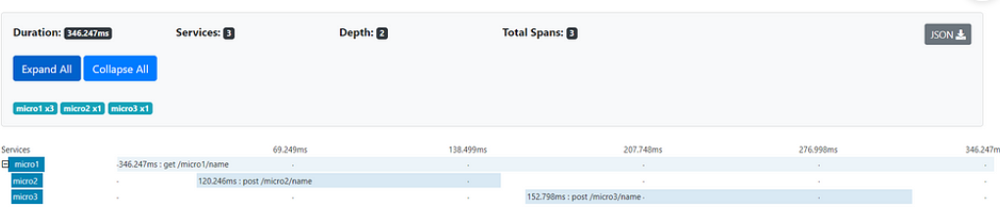 Duration: 346.247ms Services: 3 Depth: 2 Total Spans: 3 JSON
Expand All Collapse All
micro1 x3 micro2 x1 micro3 x1
Services 69.249ms 138.499ms 207.748ms 276.998ms 346.247m
micro1 346.247ms : get /micro1/name
micro2 120.246ms : post /micro2/name
micro3 152.798ms : post /micro3/name